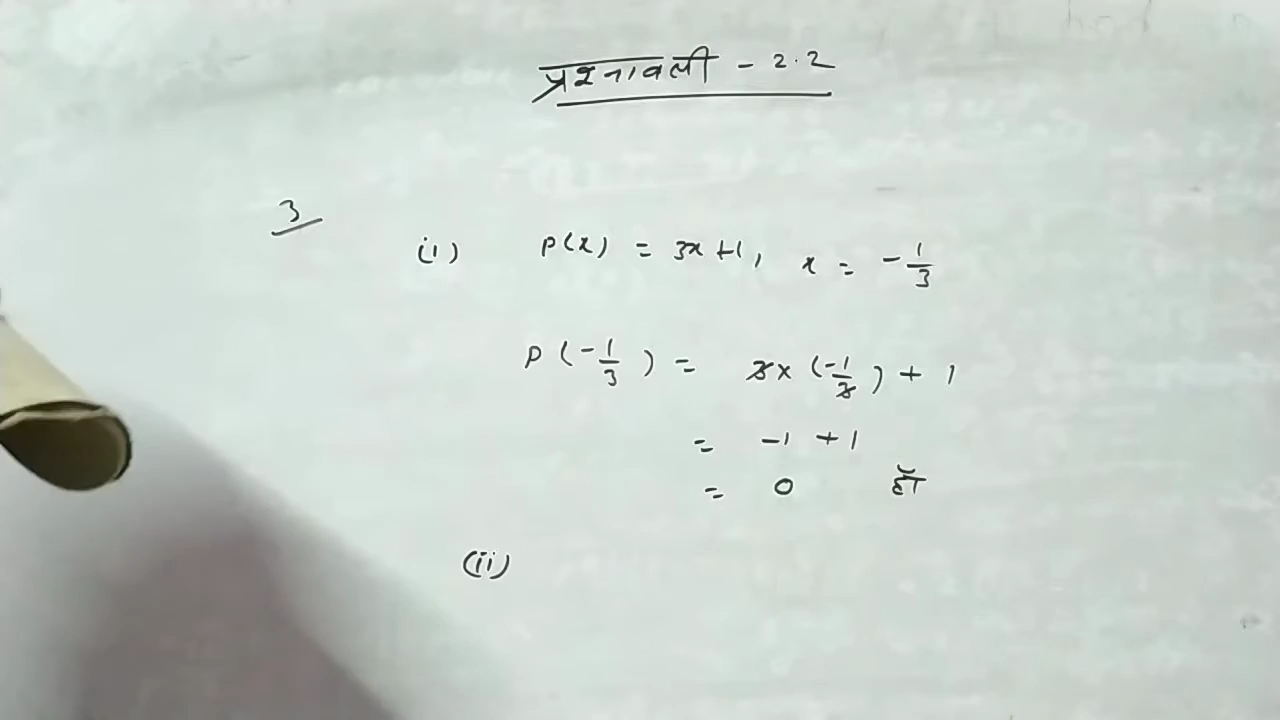 प्रश्नावली - 2.2
3
(i) p(x) = 3x+1, x = -1/3
p(-1/3) = 3x(-1/3) + 1
= -1 + 1
= 0 हाँ
(ii)